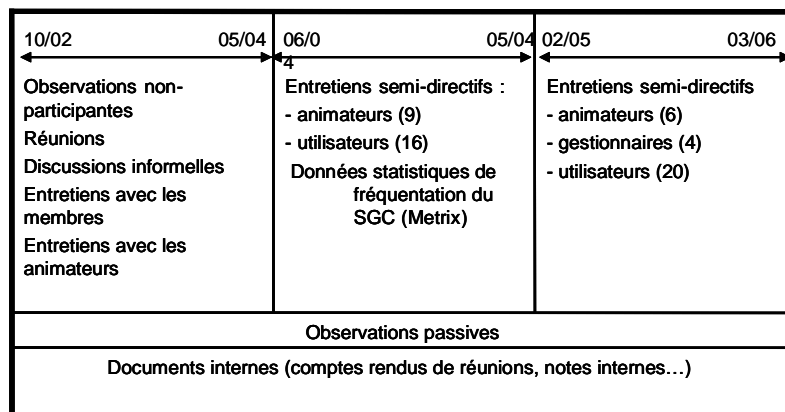 10/02 05/04
Observations non-
participantes
Réunions
Discussions informelles
Entretiens avec les
membres
Entretiens avec les
animateurs
06/0 05/04
4
Entretiens semi-directifs :
- animateurs (9)
- utilisateurs (16)
Données statistiques de
fréquentation du
SGC (Metrix)
02/05 03/06
Entretiens semi-directifs
- animateurs (6)
- gestionnaires (4)
- utilisateurs (20)
Observations passives
Documents internes (comptes rendus de réunions, notes internes…)